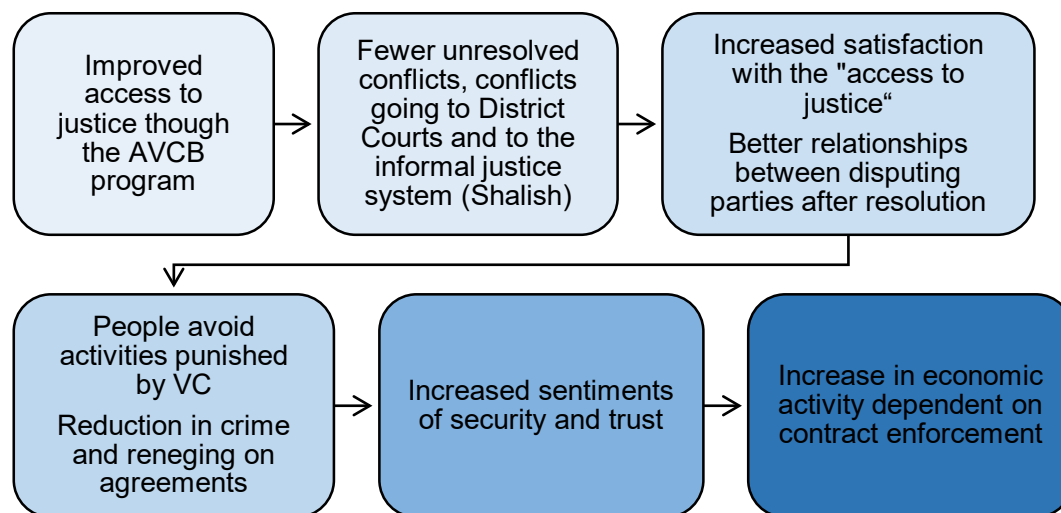 Improved
access to
justice though
the AVCB
program
Fewer unresolved
conflicts, conflicts
going to District
Courts and to the
informal justice
system (Shalish)
Increased satisfaction
with the "access to
justice“
Better relationships
between disputing
parties after resolution
People avoid
activities punished
by VC
Reduction in crime
and reneging on
agreements
Increased sentiments
of security and trust
Increase in economic
activity dependent on
contract enforcement